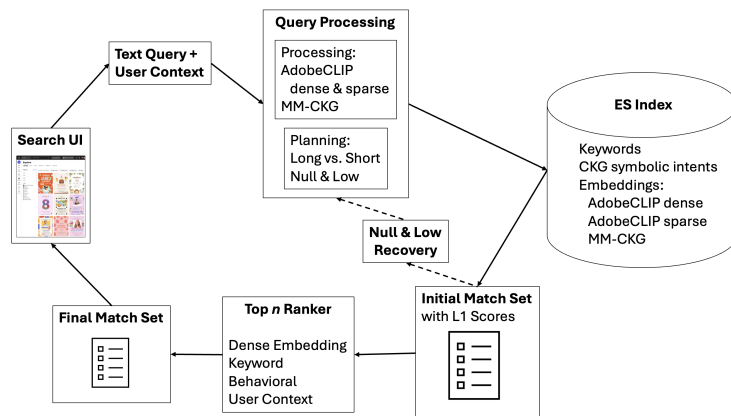 Query Processing
Processing:
AdobeCLIP
dense & sparse
MM-CKG
Planning:
Long vs. Short
Null & Low
Text Query +
User Context
Search UI
ES Index
Keywords
CKG symbolic intents
Embeddings:
AdobeCLIP dense
AdobeCLIP sparse
MM-CKG
Null & Low
Recovery
Initial Match Set
with L1 Scores
Top n Ranker
Dense Embedding
Keyword
Behavioral
User Context
Final Match Set